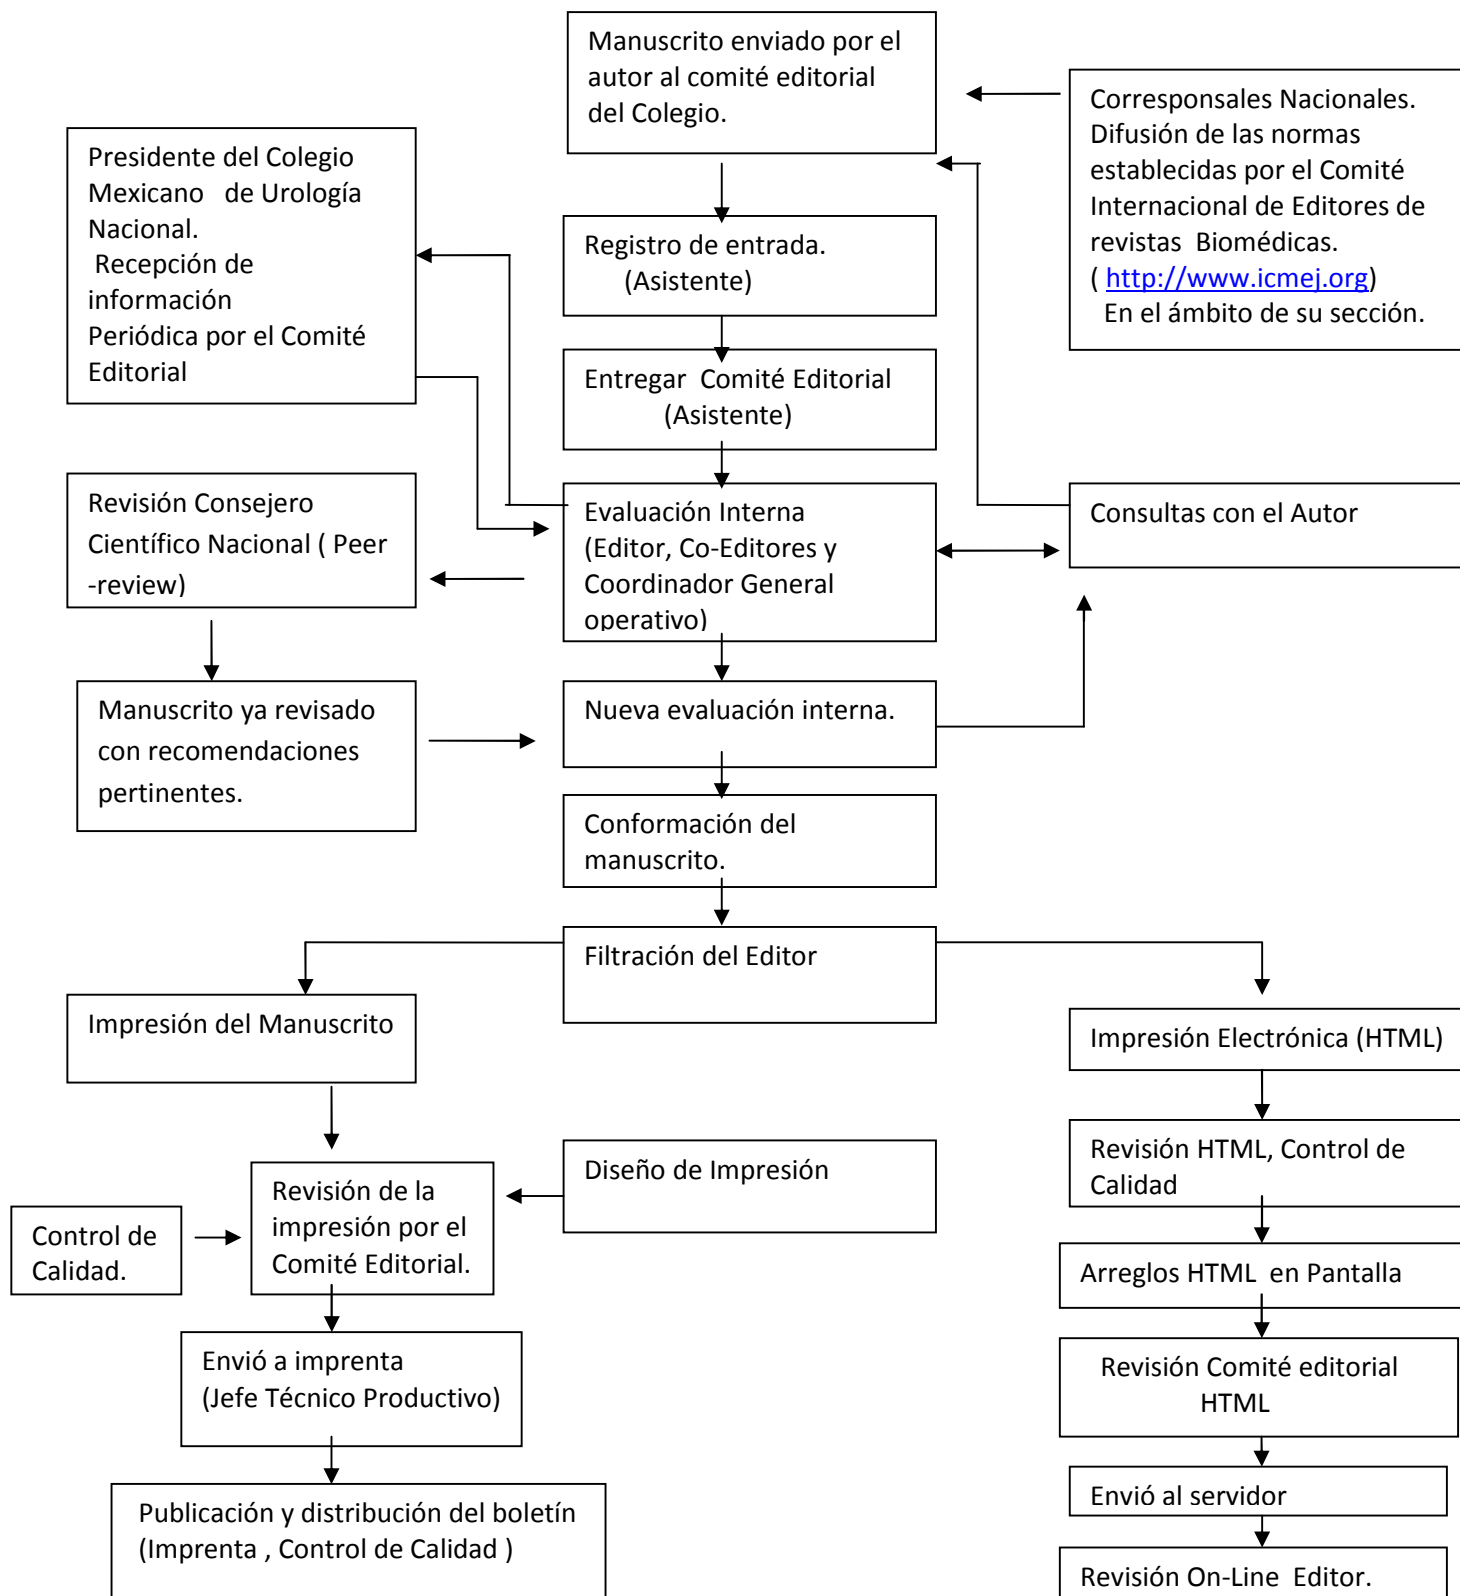 Manuscrito enviado por el
autor al comité editorial
del Colegio.
Corresponsales Nacionales.
Difusión de las normas
establecidas por el Comité
Internacional de Editores de
revistas Biomédicas.
( http://www.icmej.org)
En el ámbito de su sección.
Presidente del Colegio
Mexicano de Urología
Nacional.
Recepción de
información
Periódica por el Comité
Editorial
Registro de entrada.
(Asistente)
Entregar Comité Editorial
(Asistente)
Revisión Consejero
Científico Nacional ( Peer
-review)
Evaluación Interna
(Editor, Co-Editores y
Coordinador General
operativo)
Consultas con el Autor
Manuscrito ya revisado
con recomendaciones
pertinentes.
Nueva evaluación interna.
Conformación del
manuscrito.
Filtración del Editor
Impresión del Manuscrito
Impresión Electrónica (HTML)
Diseño de Impresión
Revisión HTML, Control de
Calidad
Revisión de la
impresión por el
Comité Editorial.
Control de
Calidad.
Arreglos HTML en Pantalla
Envió a imprenta
(Jefe Técnico Productivo)
Revisión Comité editorial
HTML
Publicación y distribución del boletín
(Imprenta , Control de Calidad )
Envió al servidor
Revisión On-Line Editor.